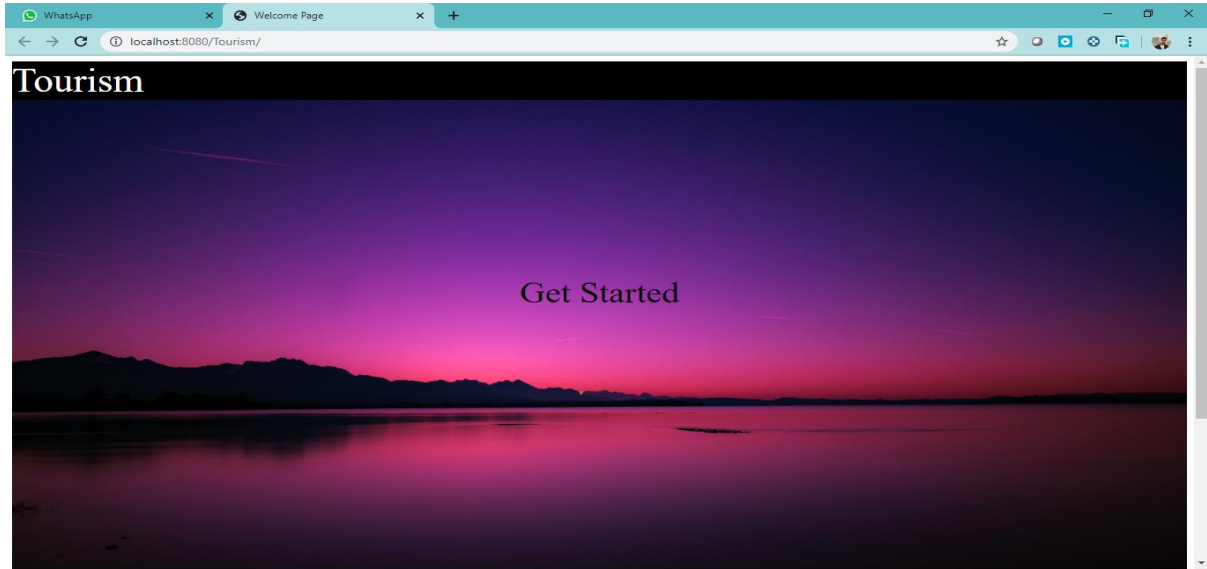 WhatsApp
Welcome Page
localhost:8080/Tourism/
Tourism
Get Started